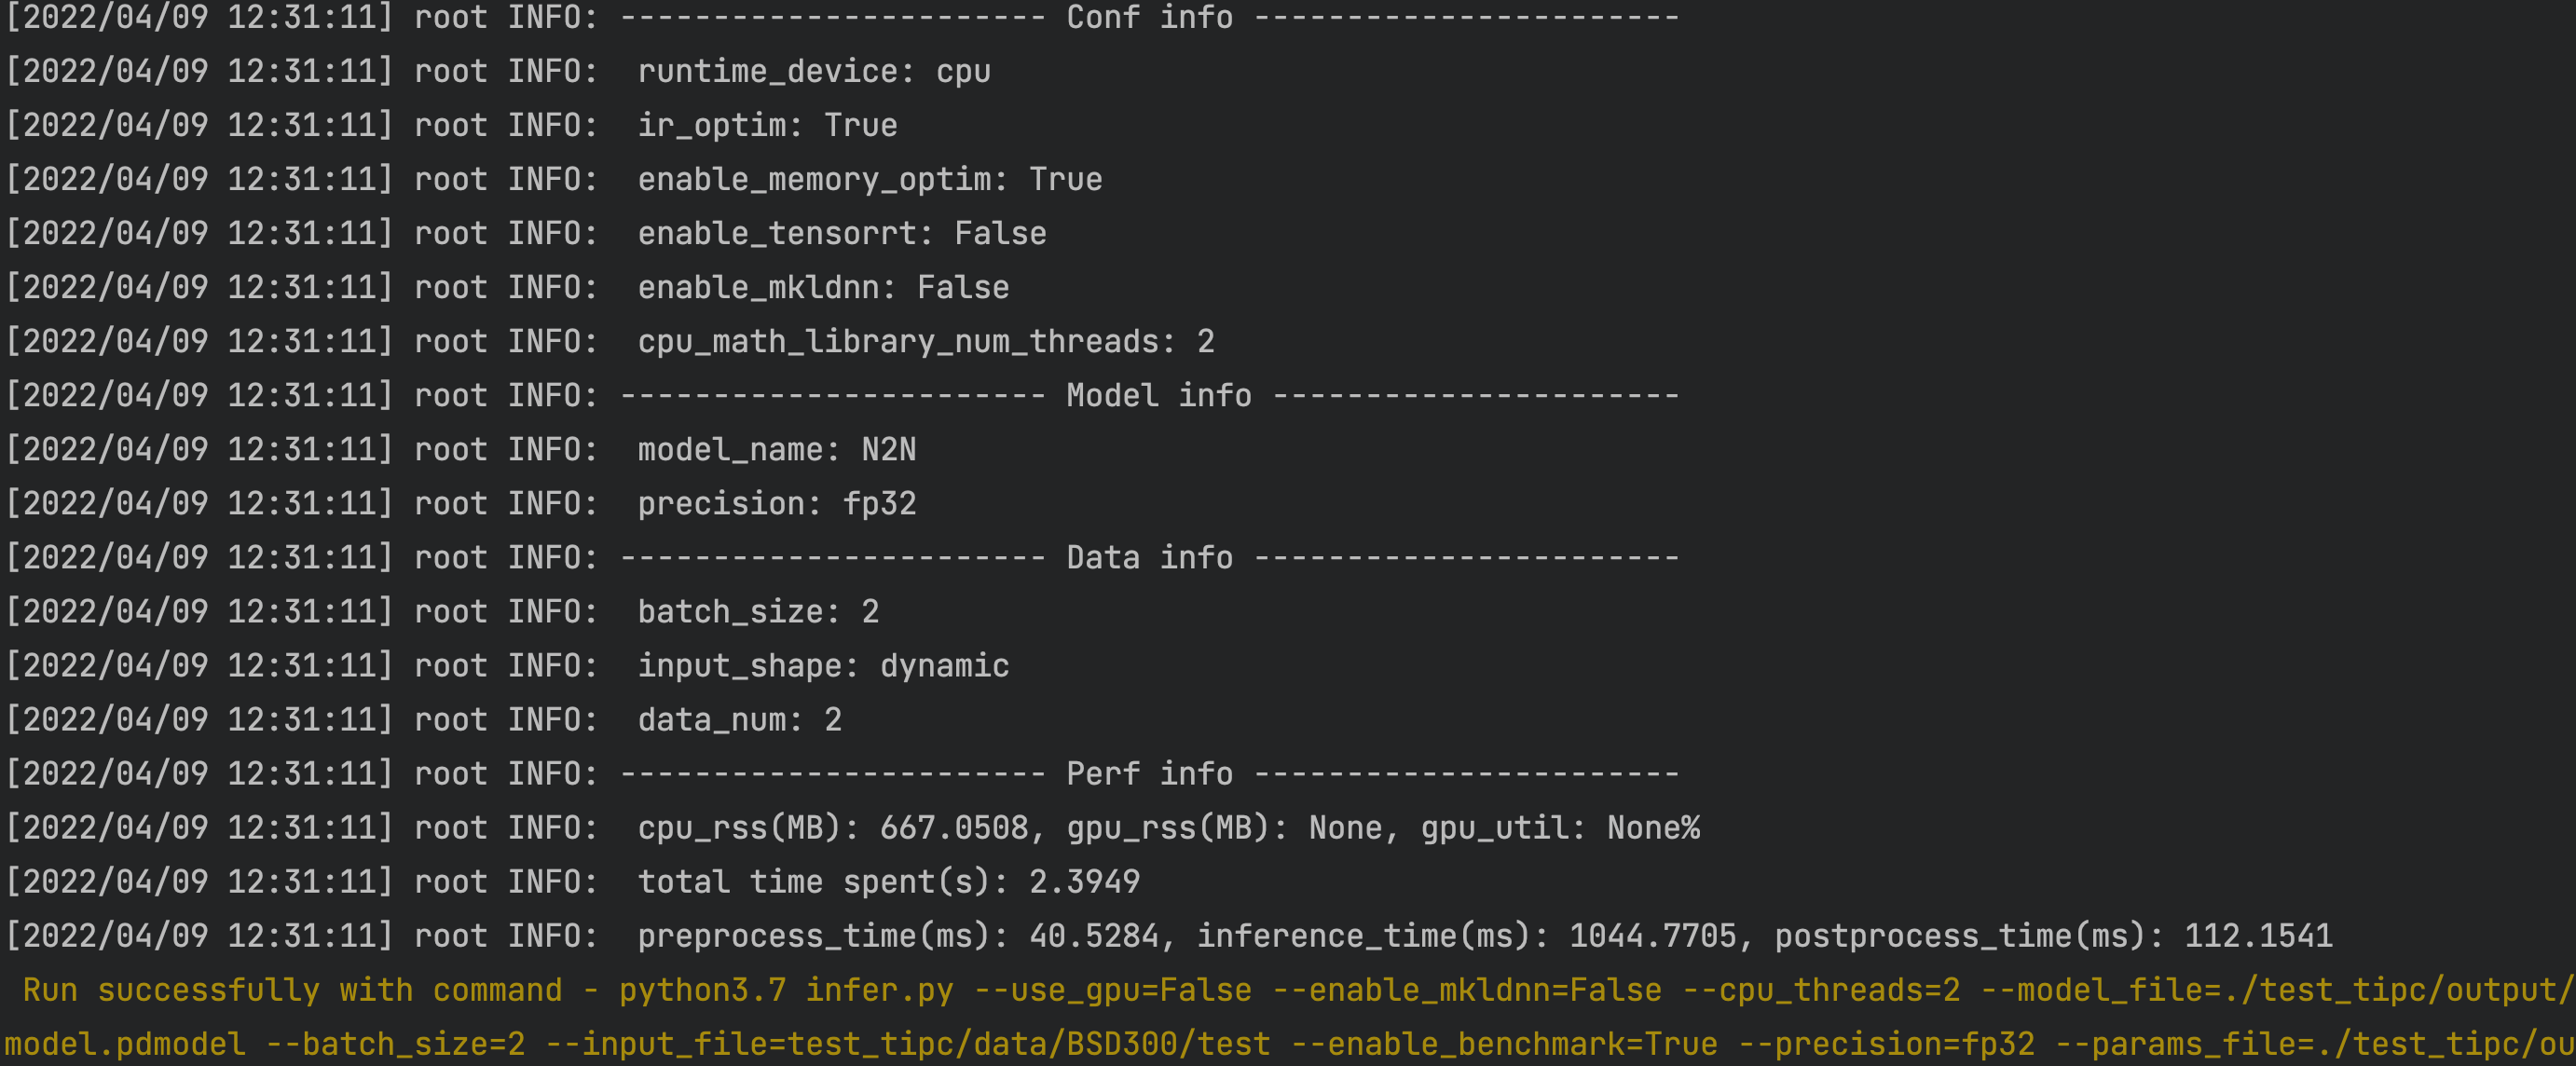 [2022/04/09 12:31:11] root INFO: ----------------------- Conf info -----------------------
[2022/04/09 12:31:11] root INFO:  runtime_device: cpu
[2022/04/09 12:31:11] root INFO:  ir_optim: True
[2022/04/09 12:31:11] root INFO:  enable_memory_optim: True
[2022/04/09 12:31:11] root INFO:  enable_tensorrt: False
[2022/04/09 12:31:11] root INFO:  enable_mkldnn: False
[2022/04/09 12:31:11] root INFO:  cpu_math_library_num_threads: 2
[2022/04/09 12:31:11] root INFO: ----------------------- Model info ----------------------
[2022/04/09 12:31:11] root INFO:  model_name: N2N
[2022/04/09 12:31:11] root INFO:  precision: fp32
[2022/04/09 12:31:11] root INFO: ----------------------- Data info -----------------------
[2022/04/09 12:31:11] root INFO:  batch_size: 2
[2022/04/09 12:31:11] root INFO:  input_shape: dynamic
[2022/04/09 12:31:11] root INFO:  data_num: 2
[2022/04/09 12:31:11] root INFO: ----------------------- Perf info -----------------------
[2022/04/09 12:31:11] root INFO:  cpu_rss(MB): 667.0508, gpu_rss(MB): None, gpu_util: None%
[2022/04/09 12:31:11] root INFO:  total time spent(s): 2.3949
[2022/04/09 12:31:11] root INFO:  preprocess_time(ms): 40.5284, inference_time(ms): 1044.7705, postprocess_time(ms): 112.1541
 Run successfully with command - python3.7 infer.py --use_gpu=False --enable_mkldnn=False --cpu_threads=2 --model_file=./test_tipc/output/
model.pdmodel --batch_size=2 --input_file=test_tipc/data/BSD300/test --enable_benchmark=True --precision=fp32 --params_file=./test_tipc/ou